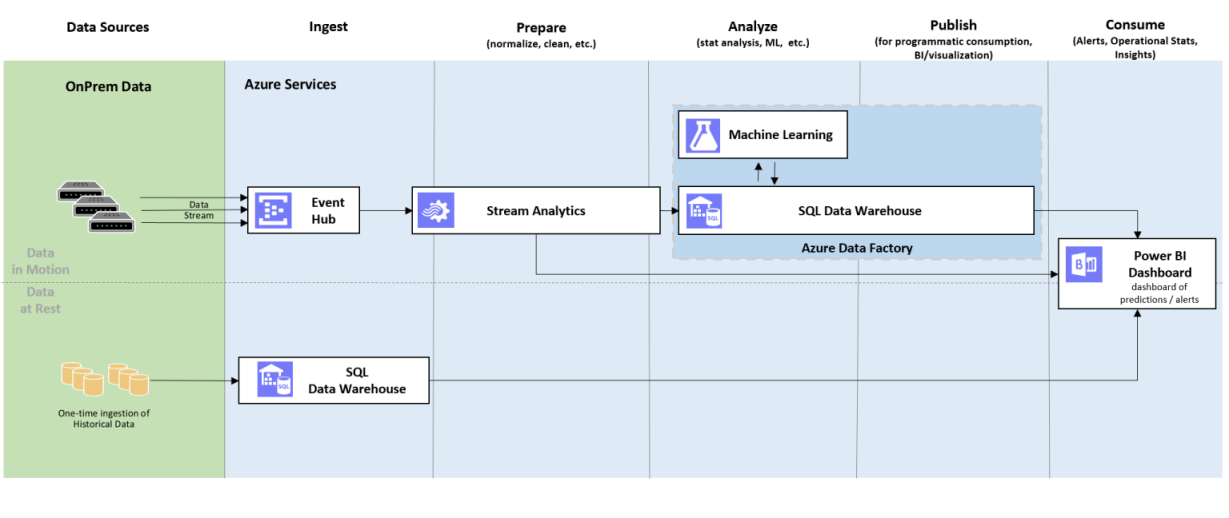 Data Sources
Ingest
Prepare
(normalize, clean, etc.)
Analyze
(stat analysis, ML, etc.)
Publish
(for programmatic consumption,
BI/visualization)
Consume
(Alerts, Operational Stats,
Insights)
OnPrem Data
Azure Services
Machine Learning
Data
Stream
Event
Hub
Stream Analytics
SQL
SQL Data Warehouse
Azure Data Factory
Data
in Motion
Data
at Rest
B
Power BI
Dashboard
dashboard of
predictions / alerts
One-time ingestion of
Historical Data
SQL
SQL
Data Warehouse